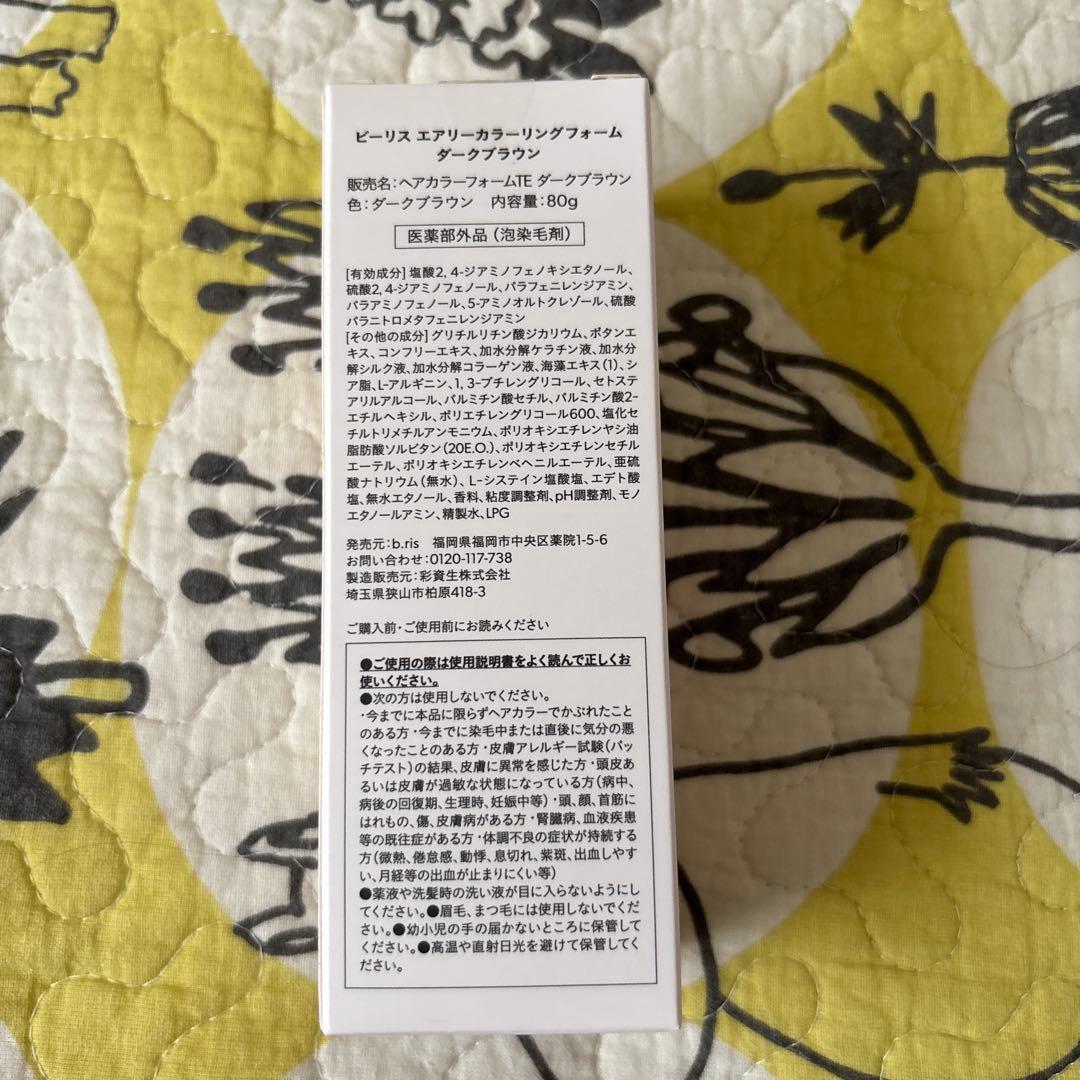 ビーリス エアリーカラーリングフォーム
ダークブラウン
販売名:ヘアカラーフォームTE ダークブラウン
色:ダークブラウン 内容量:80g
医薬部外品(泡染毛剤)
[有効成分]塩酸2, 4-ジアミノフェノキシエタノール、
硫酸2, 4-ジアミノフェノール、パラフェニレンジアミン、
パラアミノフェノール、5-アミノオルトクレゾール、硫酸
パラニトロメタフェニレンジアミン
[その他の成分]グリチルリチン酸ジカリウム、ボタンエ
キス、コンフリーエキス、加水分解ケラチン液、加水分
解シルク液、加水分解コラーゲン液、海藻エキス(1)、シ
ア脂、L-アルギニン、1, 3-ブチレングリコール、セトステ
アリルアルコール、パルミチン酸セチル、パルミチン酸2-
エチルヘキシル、ポリエチレングリコール600、塩化セ
チルトリメチルアンモニウム、ポリオキシエチレンヤシ油
脂肪酸ソルビタン(20E.O.)、ポリオキシエチレンセチル
エーテル、ポリオキシエチレンベヘニルエーテル、亜硫
酸ナトリウム(無水)、L-システイン塩酸塩、エデト酸
塩、無水エタノール、香料、粘度調整剤、pH調整剤、モノ
エタノールアミン、精製水、LPG
発売元:b.ris 福岡県福岡市中央区薬院1-5-6
お問い合わせ:0120-117-738
製造販売元:彩資生株式会社
埼玉県狭山市柏原418-3
ご購入前・ご使用前にお読みください
●ご使用の際は使用説明書をよく読んで正しくお
使いください。
●次の方は使用しないでください。
・今までに本品に限らずヘアカラーでかぶれたこと
のある方・今までに染毛中または直後に気分の悪
くなったことのある方・皮膚アレルギー試験(パッ
チテスト)の結果、皮膚に異常を感じた方・頭皮あ
るいは皮膚が過敏な状態になっている方(病中、
病後の回復期、生理時、妊娠中等)・頭、顔、首筋に
はれもの、傷、皮膚病がある方・腎臓病、血液疾患
等の既往症がある方・体調不良の症状が持続する
方(微熱、倦怠感、動悸、息切れ、紫斑、出血しやす
い、月経等の出血が止まりにくい等)
●薬液や洗髪時の洗い液が目に入らないようにし
てください。●眉毛、まつ毛には使用しないでくだ
さい。●幼小児の手の届かないところに保管して
ください。●高温や直射日光を避けて保管してく
ださい。